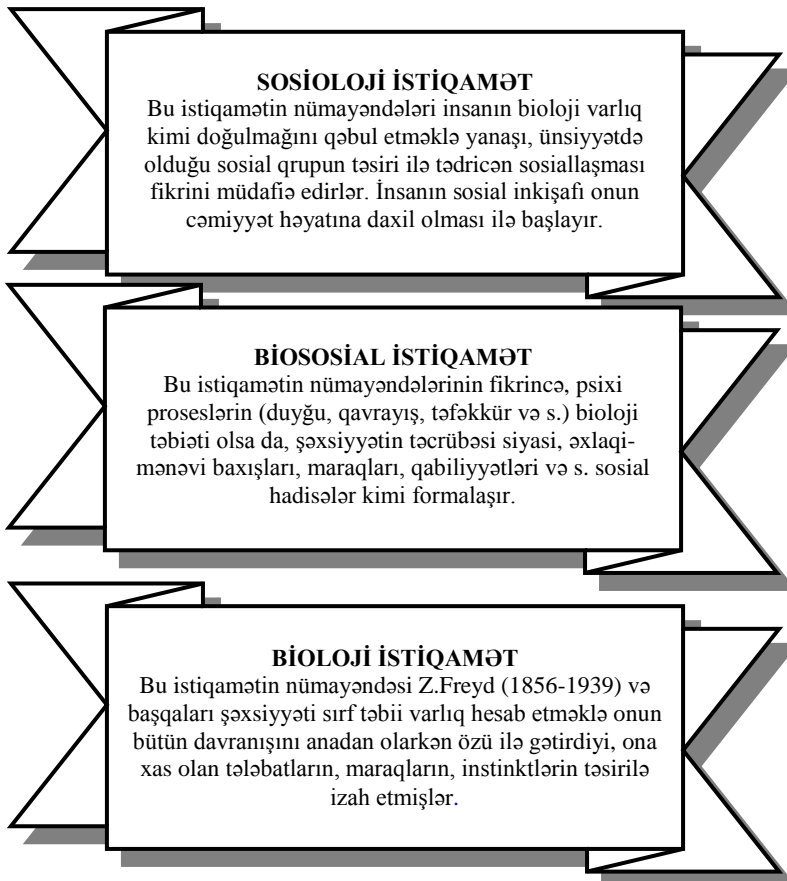 SOSİOLOJİ İSTİQAMƏT
Bu istiqamətin nümayəndələri insanın bioloji varlıq
kimi doğulmağını qəbul etməklə yanaşı, ünsiyyətdə
olduğu sosial qrupun təsiri ilə tədricən sosiallaşması
fikrini müdafiə edirlər. İnsanın sosial inkişafı onun
cəmiyyət həyatına daxil olması ilə başlayır.
BİOSOSİAL İSTİQAMƏT
Bu istiqamətin nümayəndələrinin fikrincə, psixi
proseslərin (duyğu, qavrayış, təfəkkür və s.) bioloji
təbiəti olsa da, şəxsiyyətin təcrübəsi siyasi, əxlaqi-
mənəvi baxışları, maraqları, qabiliyyətləri və s. sosial
hadisələr kimi formalaşır.
BİOLOJİ İSTİQAMƏT
Bu istiqamətin nümayəndəsi Z.Freyd (1856-1939) və
başqaları şəxsiyyəti sırf təbii varlıq hesab etməklə onun
bütün davranışını anadan olarkən özü ilə gətirdiyi, ona
xas olan tələbatların, maraqların, instinktlərin təsirilə
izah etmişlər.